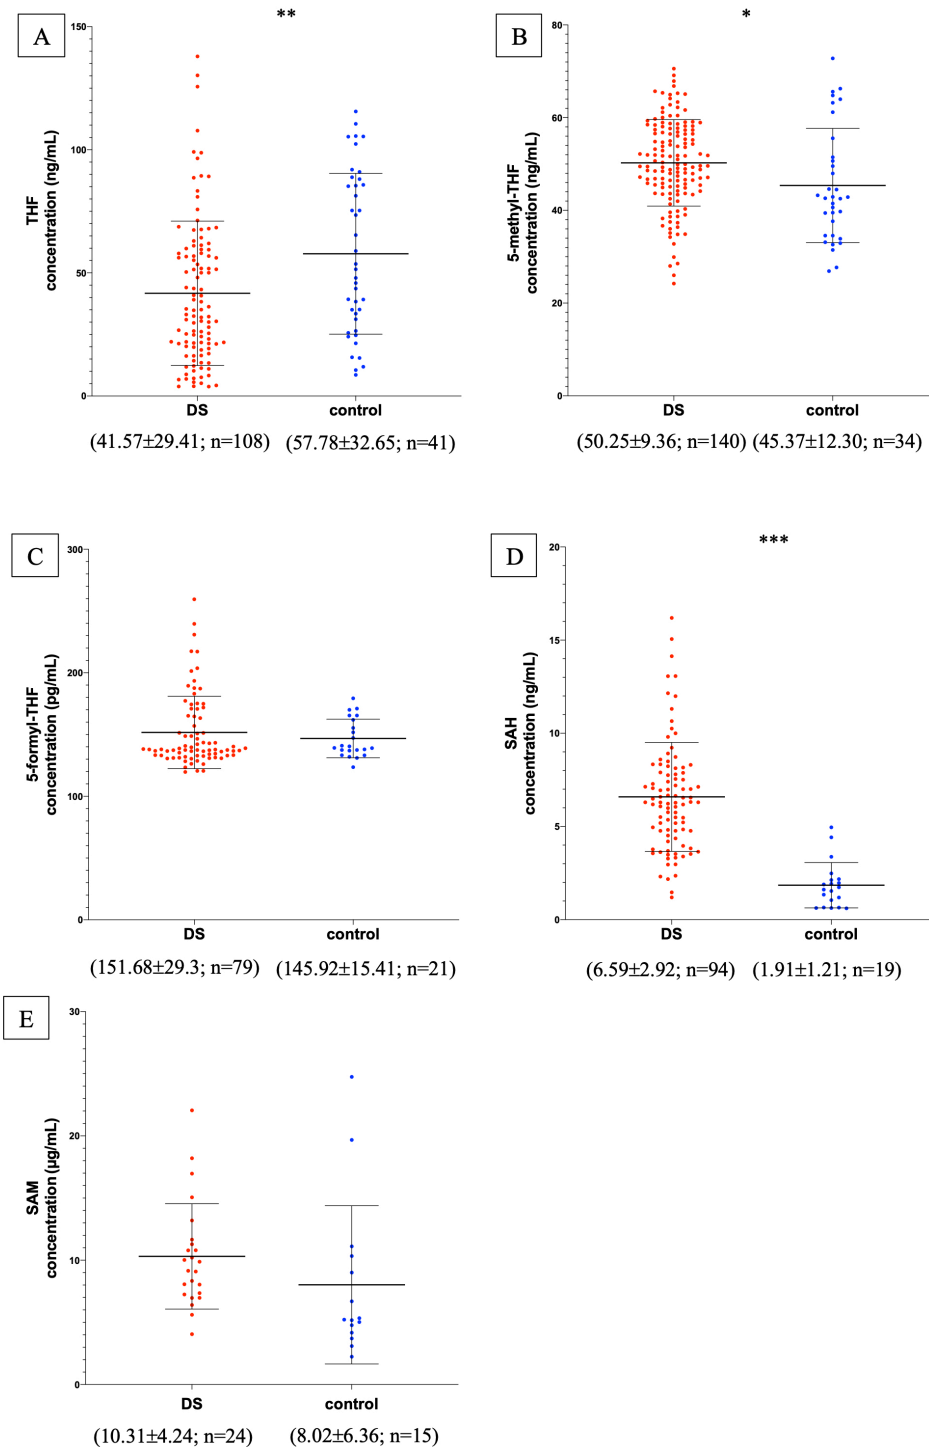 A
**
THF
concentration (ng/mL)
150
100
50
0
DS
control
(41.57±29.41; n=108)
(57.78±32.65; n=41)
B
*
5-methyl-THF
concentration (ng/mL)
80
60
40
20
0
DS
control
(50.25±9.36; n=140)
(45.37±12.30; n=34)
C
5-formyl-THF
concentration (pg/mL)
300
200
100
0
DS
control
(151.68±29.3; n=79)
(145.92±15.41; n=21)
D
***
SAH
concentration (ng/mL)
20
15
10
5
0
DS
control
(6.59±2.92; n=94)
(1.91±1.21; n=19)
E
SAM
concentration (µg/mL)
30
20
10
0
DS
control
(10.31±4.24; n=24)
(8.02±6.36; n=15)